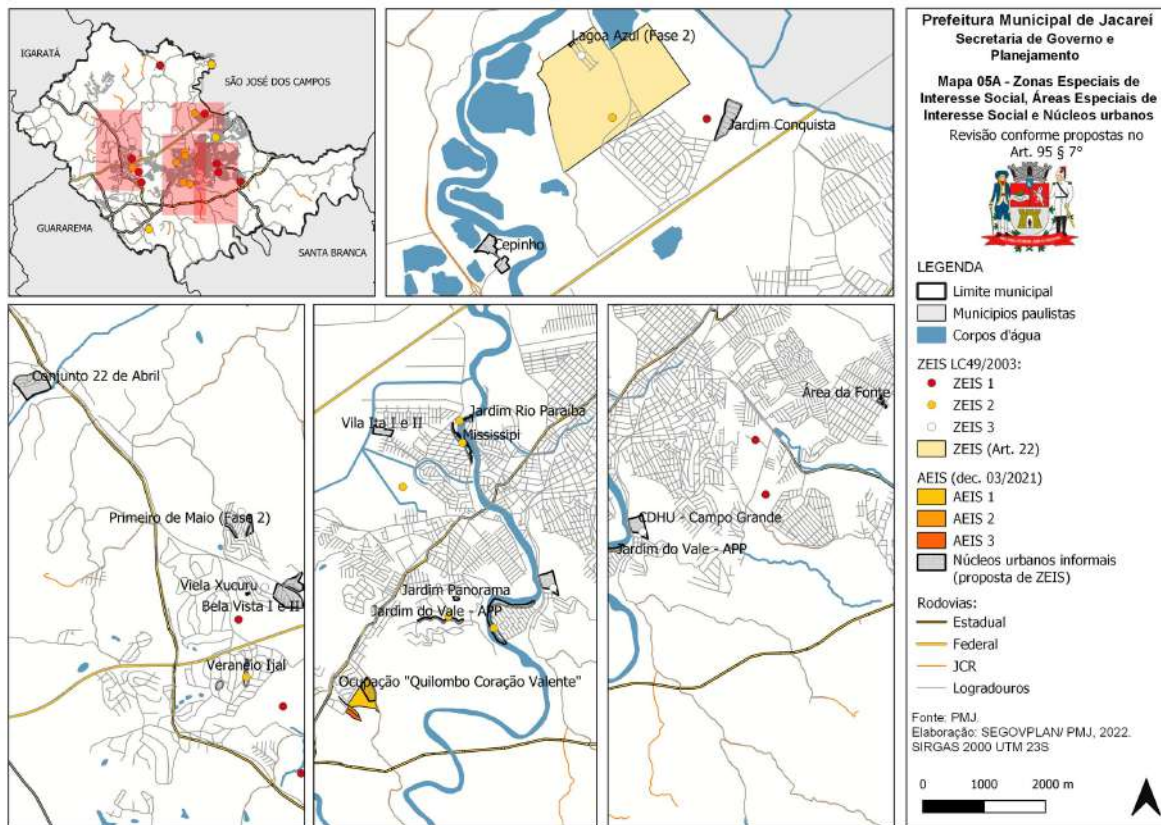 IGARATÁ
SÃO JOSÉ DOS CAMPOS
GUARAREMA
SANTA BRANCA
Lagoa Azul (Fase 2)
Jardim Conquista
Cepinho
Conjunto 22 de Abril
Primeiro de Maio (Fase 2)
Viela Xucuru
Bela Vista I e II
Veraneio Ijal
Jardim Rio Paraíba
Vila Ita I e II
Mississipi
Jardim Panorama
Jardim do Vale - APP
Ocupação "Quilombo Coração Valente"
Área da Fonte
CDHU - Campo Grande
Jardim do Vale - APP
Prefeitura Municipal de Jacareí
Secretaria de Governo e
Planejamento
Mapa 05A - Zonas Especiais de
Interesse Social, Áreas Especiais de
Interesse Social e Núcleos urbanos
Revisão conforme propostas no
Art. 95 § 7°
LEGENDA
Limite municipal
Municipios paulistas
Corpos d'água
ZEIS LC49/2003:
ZEIS 1
ZEIS 2
ZEIS 3
ZEIS (Art. 22)
AEIS (dec. 03/2021)
AEIS 1
AEIS 2
AEIS 3
Núcleos urbanos informais
(proposta de ZEIS)
Rodovias:
Estadual
Federal
JCR
Logradouros
Fonte: PMJ.
Elaboração: SEGOVPLAN/ PMJ, 2022.
SIRGAS 2000 UTM 23S
0 1000 2000 m